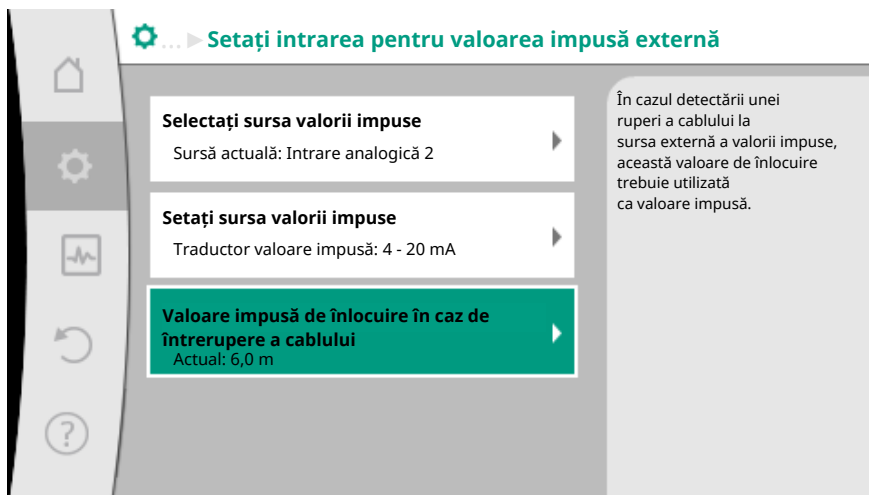 ... ▶ Setați intrarea pentru valoarea impusă externă
Selectați sursa valorii impuse
Sursă actuală: Intrare analogică 2
Setați sursa valorii impuse
Traductor valoare impusă: 4 - 20 mA
Valoare impusă de înlocuire în caz de
întrerupere a cablului
Actual: 6,0 m
În cazul detectării unei
ruperi a cablului la
sursa externă a valorii impuse,
această valoare de înlocuire
trebuie utilizată
ca valoare impusă.
?